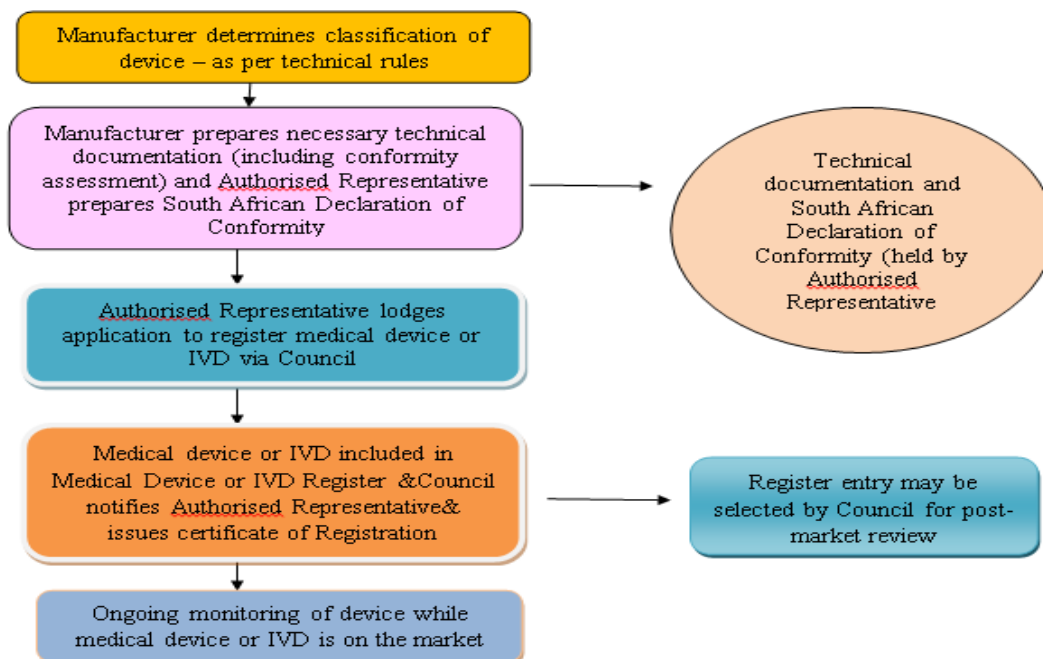 Manufacturer determines classification of
device – as per technical rules
Manufacturer prepares necessary technical
documentation (including conformity
assessment) and Authorised Representative
prepares South African Declaration of
Conformity
Technical
documentation and
South African
Declaration of
Conformity (held by
Authorised
Representative
Authorised Representative lodges
application to register medical device or
IVD via Council
Medical device or IVD included in
Medical Device or IVD Register &Council
notifies Authorised Representative&
issues certificate of Registration
Register entry may be
selected by Council for post-
market review
Ongoing monitoring of device while
medical device or IVD is on the market